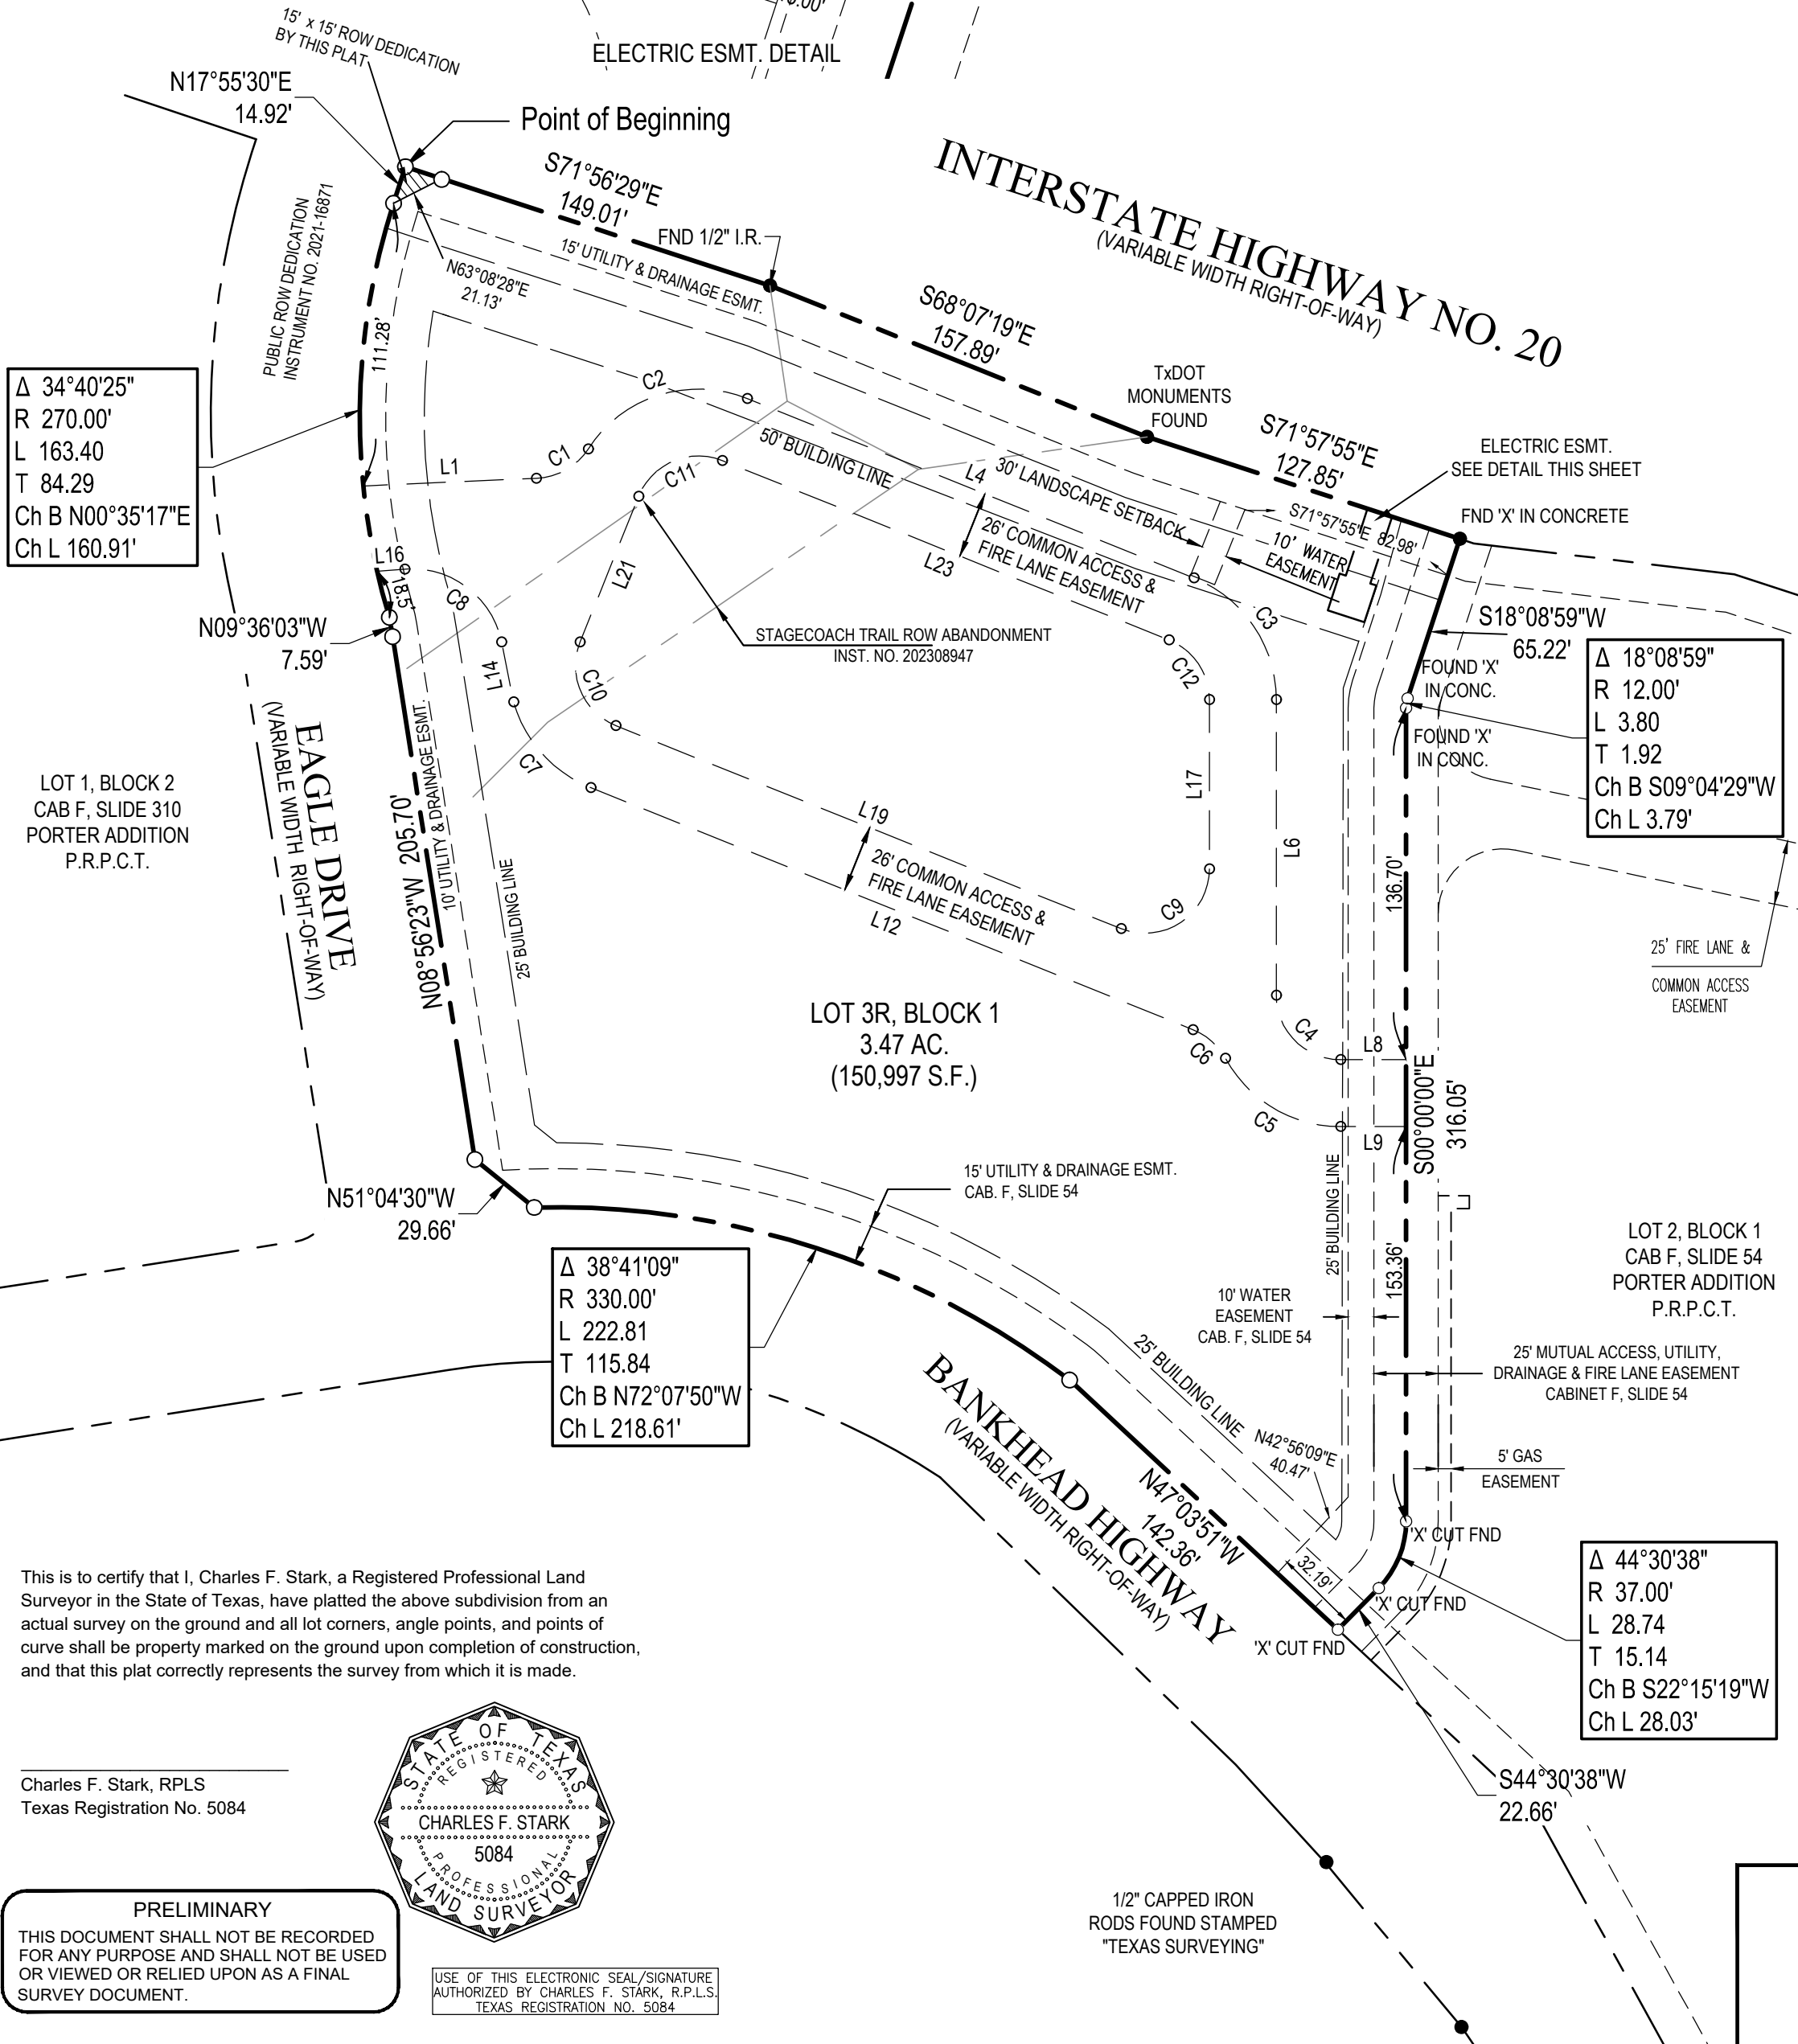 0.00'
ELECTRIC ESMT. DETAIL
15' x 15' ROW DEDICATION
BY THIS PLAT
N17°55'30"E
14.92'
Point of Beginning
S71°56'29"E
149.01'
FND 1/2" I.R.
15' UTILITY & DRAINAGE ESMT.
N63°08'28"E
21.13'
INTERSTATE HIGHWAY NO. 20
(VARIABLE WIDTH RIGHT-OF-WAY)
S68°07'19"E
157.89'
TxDOT
MONUMENTS
FOUND
S71°57'55"E
127.85'
ELECTRIC ESMT.
SEE DETAIL THIS SHEET
FND 'X' IN CONCRETE
PUBLIC ROW DEDICATION
INSTRUMENT NO. 2021-16871
111.28'
Δ 34°40'25"
R 270.00'
L 163.40
T 84.29
Ch B N00°35'17"E
Ch L 160.91'
L1
C1
C2
C11
50' BUILDING LINE
L4
30' LANDSCAPE SETBACK
S71°57'55"E 82.98'
10' WATER
EASEMENT
26' COMMON ACCESS &
FIRE LANE EASEMENT
L23
L16
18.5'
C8
L21
C3
N09°36'03"W
7.59'
STAGECOACH TRAIL ROW ABANDONMENT
INST. NO. 202308947
S18°08'59"W
65.22'
Δ 18°08'59"
R 12.00'
L 3.80
T 1.92
Ch B S09°04'29"W
Ch L 3.79'
FOUND 'X'
IN CONC.
FOUND 'X'
IN CONC.
L14
C10
C12
C7
L17
L19
L6
136.70'
LOT 1, BLOCK 2
CAB F, SLIDE 310
PORTER ADDITION
P.R.P.C.T.
EAGLE DRIVE
(VARIABLE WIDTH RIGHT-OF-WAY)
N08°56'23"W 205.70'
10' UTILITY & DRAINAGE ESMT.
25' BUILDING LINE
26' COMMON ACCESS &
FIRE LANE EASEMENT
L12
C9
25' FIRE LANE &
COMMON ACCESS
EASEMENT
LOT 3R, BLOCK 1
3.47 AC.
(150,997 S.F.)
C6
C4
L8
C5
L9
S00°00'00"E
316.05'
N51°04'30"W
29.66'
15' UTILITY & DRAINAGE ESMT.
CAB. F, SLIDE 54
25' BUILDING LINE
153.36'
LOT 2, BLOCK 1
CAB F, SLIDE 54
PORTER ADDITION
P.R.P.C.T.
Δ 38°41'09"
R 330.00'
L 222.81
T 115.84
Ch B N72°07'50"W
Ch L 218.61'
10' WATER
EASEMENT
CAB. F, SLIDE 54
25' MUTUAL ACCESS, UTILITY,
DRAINAGE & FIRE LANE EASEMENT
CABINET F, SLIDE 54
25' BUILDING LINE
BANKHEAD HIGHWAY
(VARIABLE WIDTH RIGHT-OF-WAY)
N42°56'09"E
40.47'
5' GAS
EASEMENT
N47°03'51"W
142.36'
32.19'
'X' CUT FND
'X' CUT FND
'X' CUT FND
Δ 44°30'38"
R 37.00'
L 28.74
T 15.14
Ch B S22°15'19"W
Ch L 28.03'
S44°30'38"W
22.66'
This is to certify that I, Charles F. Stark, a Registered Professional Land
Surveyor in the State of Texas, have platted the above subdivision from an
actual survey on the ground and all lot corners, angle points, and points of
curve shall be property marked on the ground upon completion of construction,
and that this plat correctly represents the survey from which it is made.
Charles F. Stark, RPLS
Texas Registration No. 5084
STATE OF TEXAS
REGISTERED
CHARLES F. STARK
5084
PROFESSIONAL
LAND SURVEYOR
1/2" CAPPED IRON
RODS FOUND STAMPED
"TEXAS SURVEYING"
PRELIMINARY
THIS DOCUMENT SHALL NOT BE RECORDED
FOR ANY PURPOSE AND SHALL NOT BE USED
OR VIEWED OR RELIED UPON AS A FINAL
SURVEY DOCUMENT.
USE OF THIS ELECTRONIC SEAL/SIGNATURE
AUTHORIZED BY CHARLES F. STARK, R.P.L.S.
TEXAS REGISTRATION NO. 5084